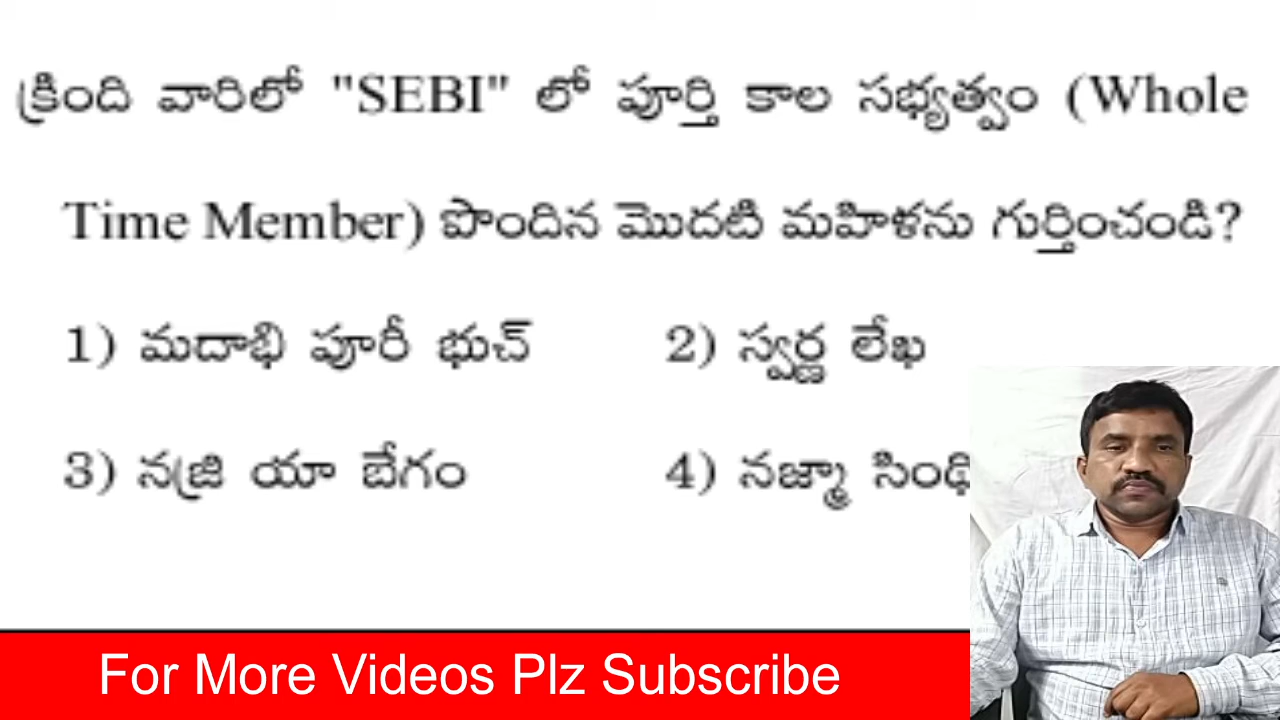 క్రింది వారిలో "SEBI" లో పూర్తి కాల సభ్యత్వం (Whole
Time Member) పొందిన మొదటి మహిళను గుర్తించండి?
1) మదాభి పూరీ భుచ్ 2) స్వర్ణ లేఖ
3) నజ్రి యా బేగం 4) నజ్మా
For More Videos Plz Subscribe